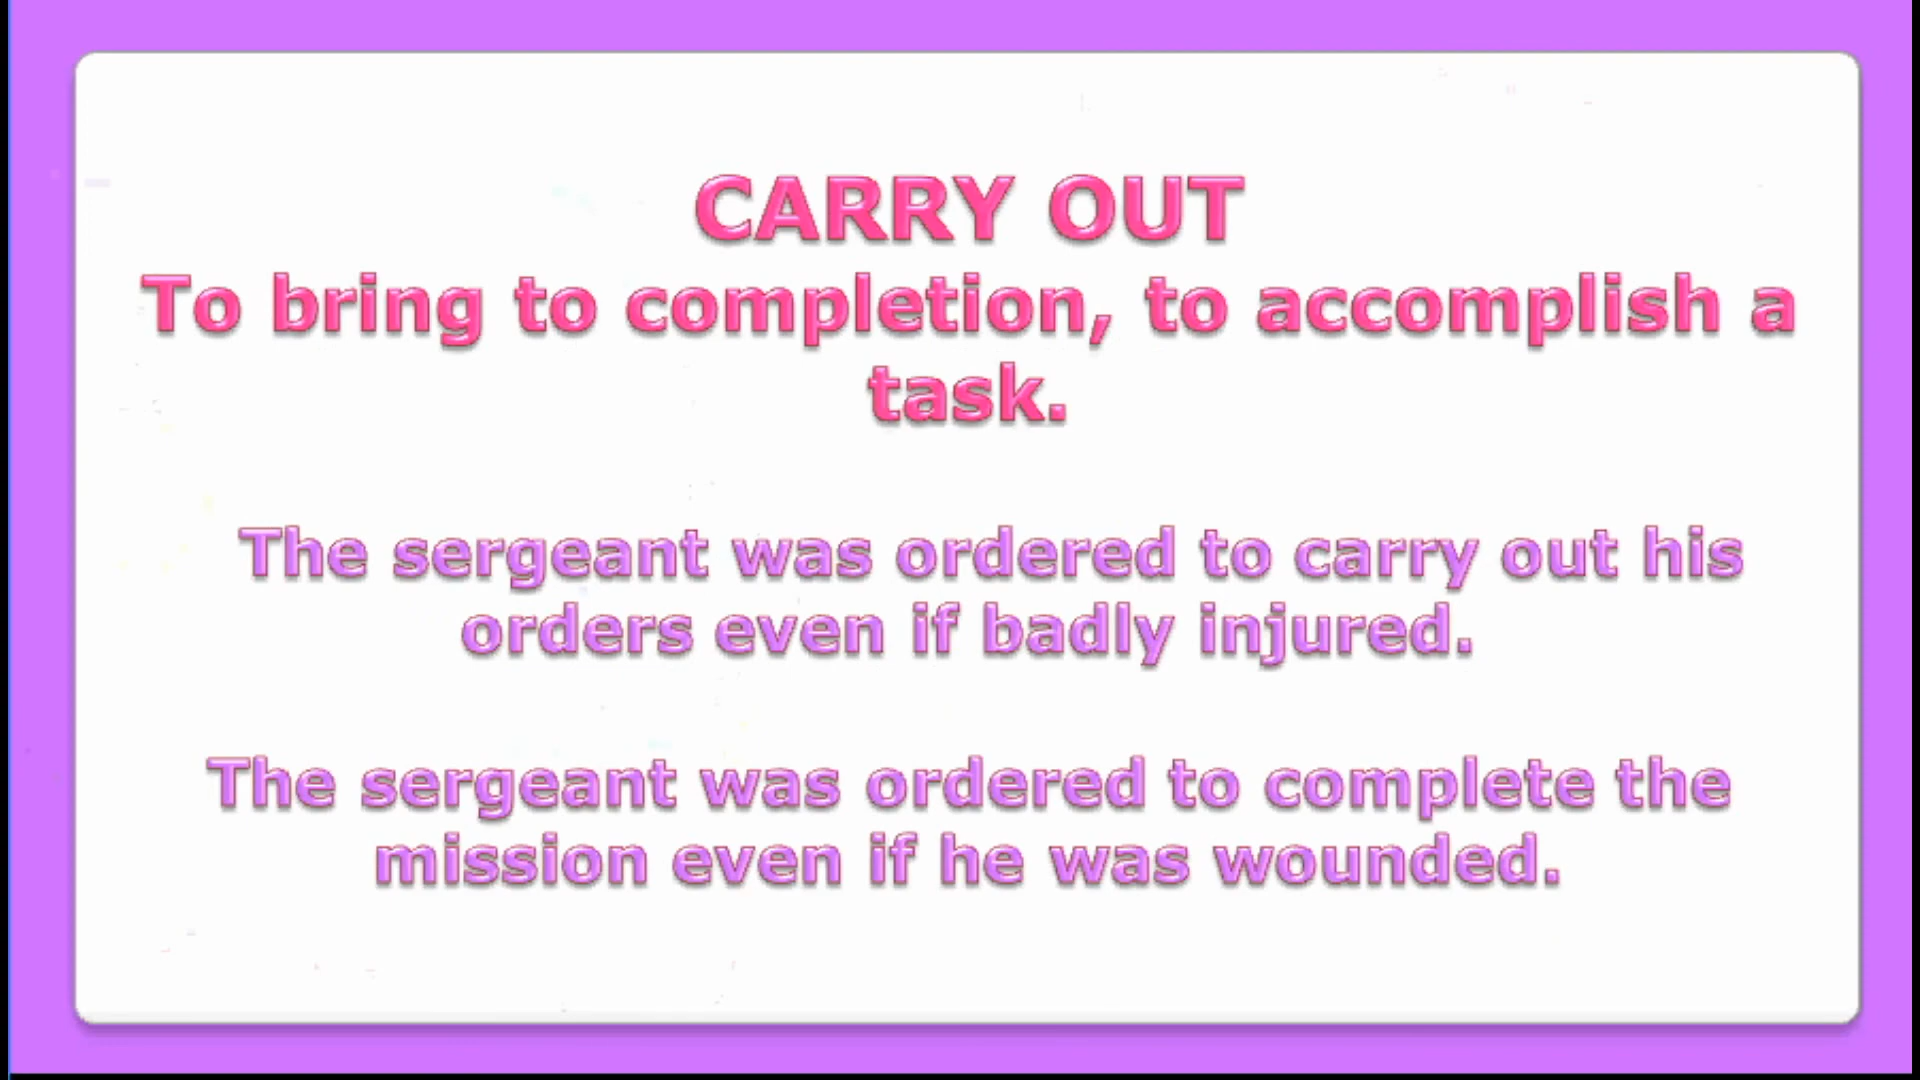 CARRY OUT
To bring to completion, to accomplish a
task.
The sergeant was ordered to carry out his
orders even if badly injured.
The sergeant was ordered to complete the
mission even if he was wounded.